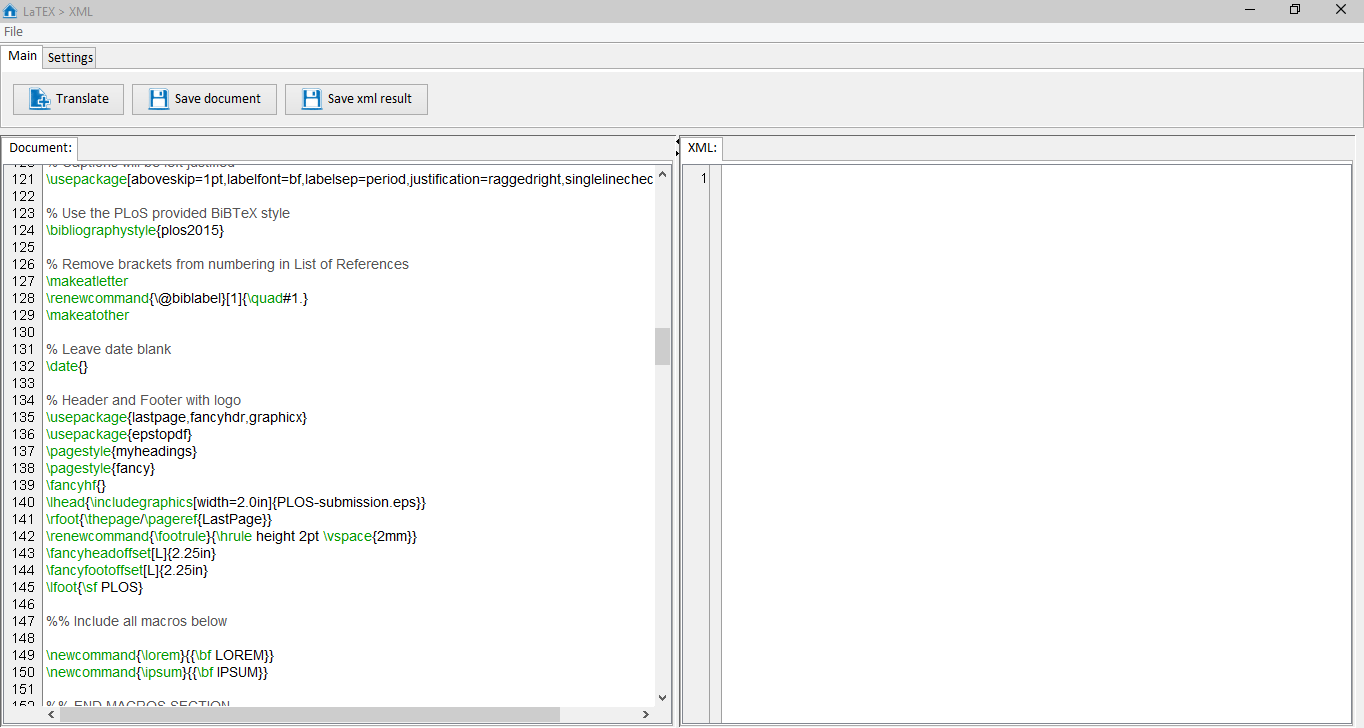 LaTEX > XML
File
Main Settings
Translate Save document Save xml result
Document:
120 % Captions will be left justified
121 \usepackage[aboveskip=1pt,labelfont=bf,labelsep=period,justification=raggedright,singlelinechec
122
123 % Use the PLoS provided BiBTeX style
124 \bibliographystyle{plos2015}
125
126 % Remove brackets from numbering in List of References
127 \makeatletter
128 \renewcommand{\@biblabel}[1]{\quad#1.}
129 \makeatother
130
131 % Leave date blank
132 \date{}
133
134 % Header and Footer with logo
135 \usepackage{lastpage,fancyhdr,graphicx}
136 \usepackage{epstopdf}
137 \pagestyle{myheadings}
138 \pagestyle{fancy}
139 \fancyhf{}
140 \lhead{\includegraphics[width=2.0in]{PLOS-submission.eps}}
141 \rfoot{\thepage/\pageref{LastPage}}
142 \renewcommand{\footrule}{\hrule height 2pt \vspace{2mm}}
143 \fancyheadoffset[L]{2.25in}
144 \fancyfootoffset[L]{2.25in}
145 \lfoot{\sf PLOS}
146
147 %% Include all macros below
148
149 \newcommand{\lorem}{{\bf LOREM}}
150 \newcommand{\ipsum}{{\bf IPSUM}}
151
152 %% END MACROS SECTION
XML:
1